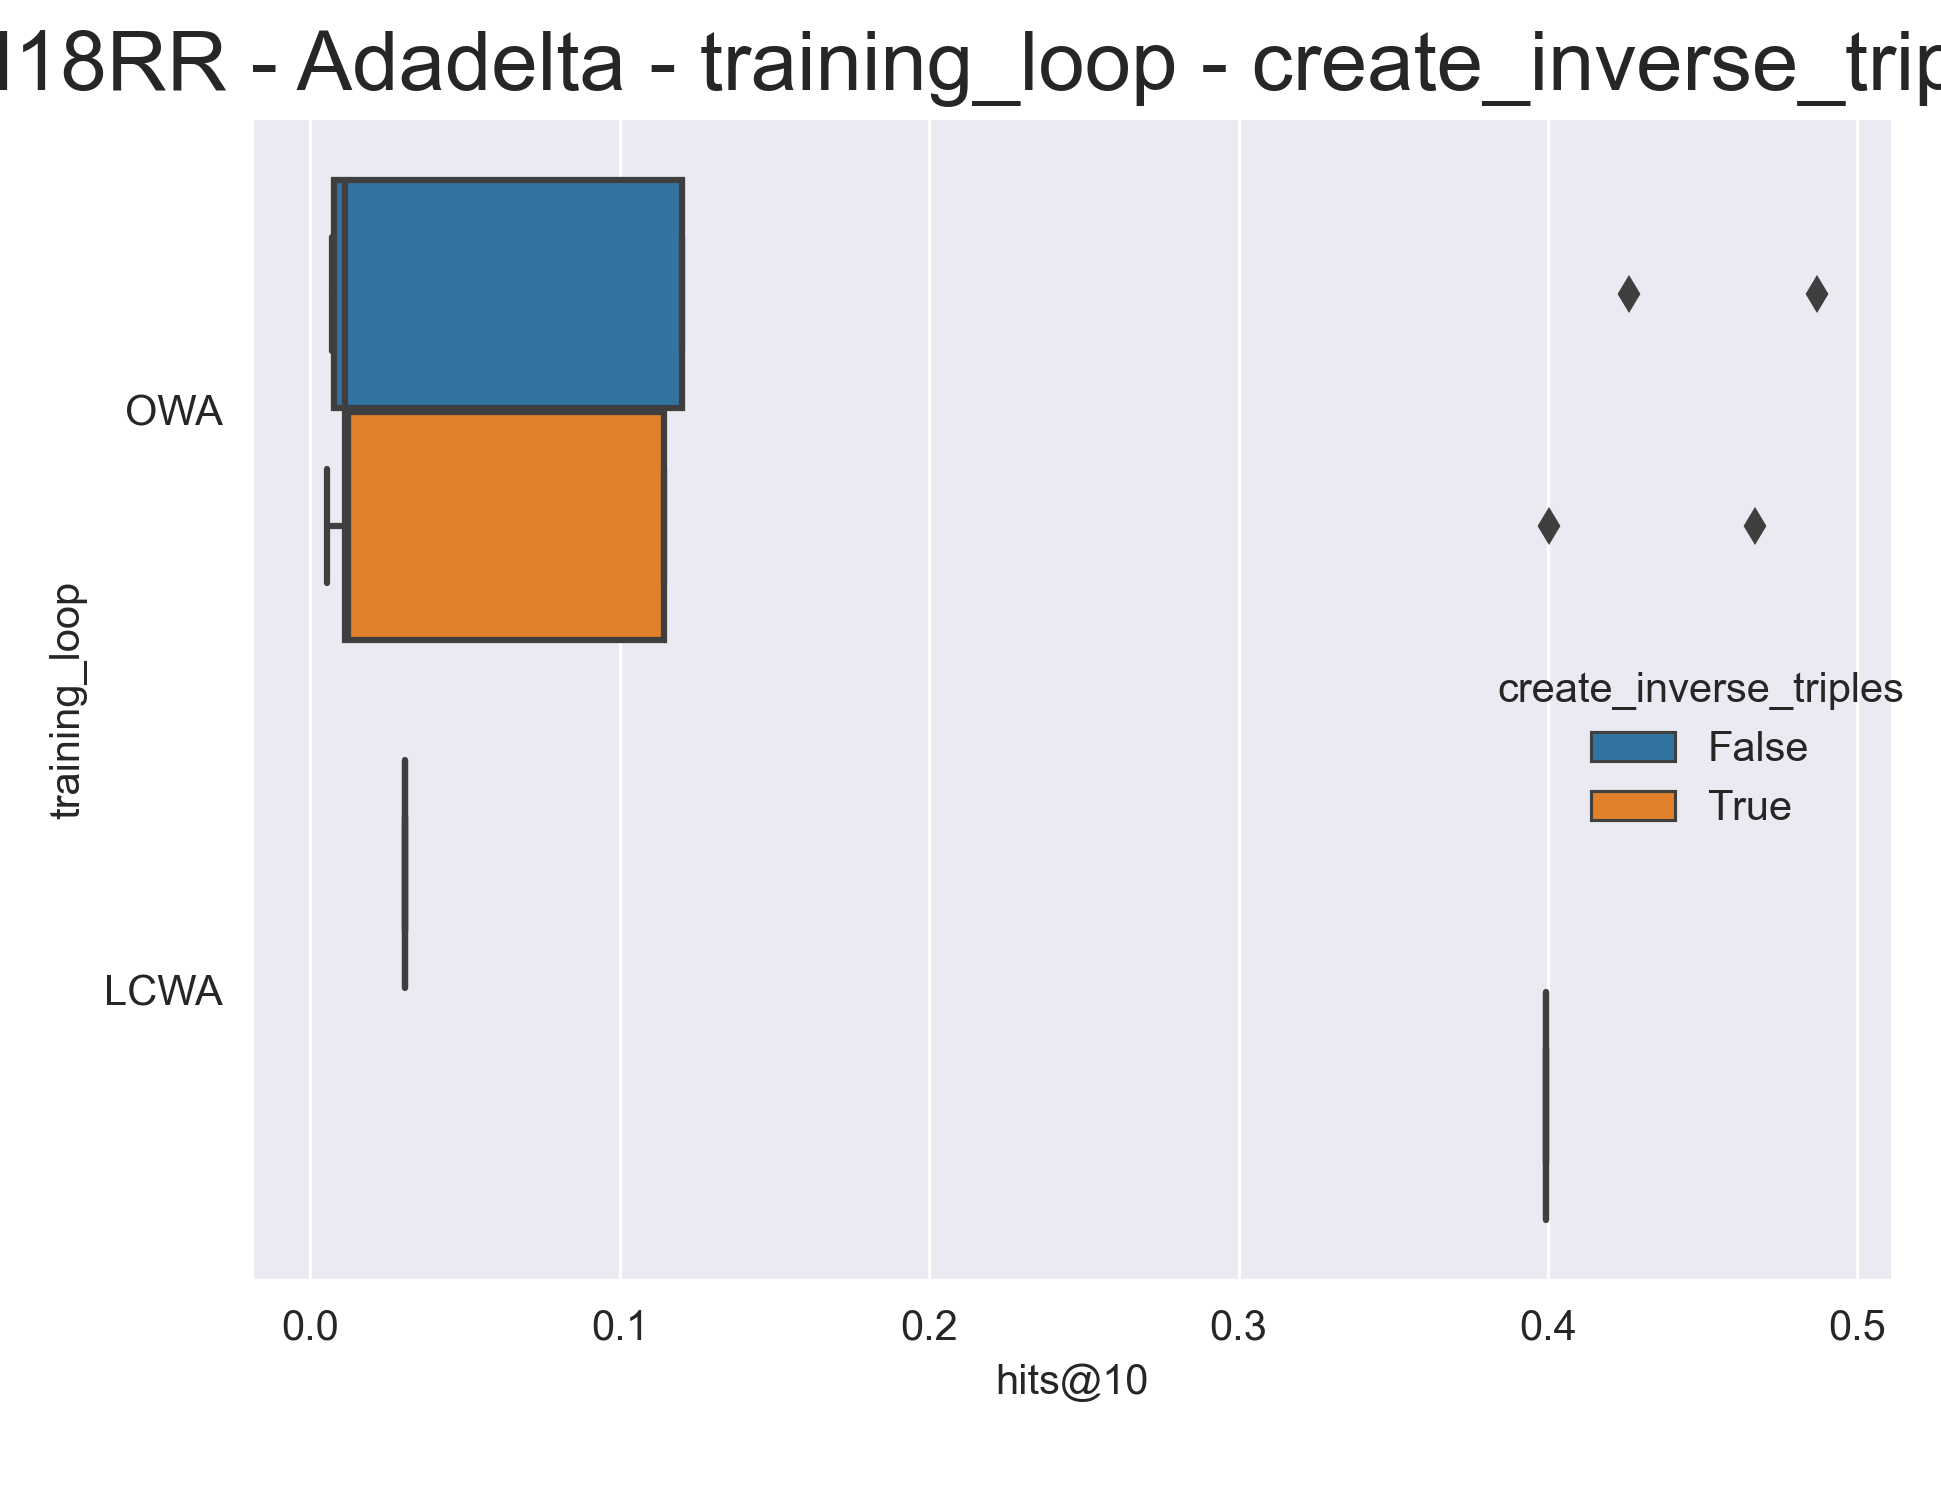 18RR - Adadelta - training_loop - create_inverse_trip
OWA
LCWA
training_loop
create_inverse_triples
False
True
0.0 0.1 0.2 0.3 0.4 0.5
hits@10